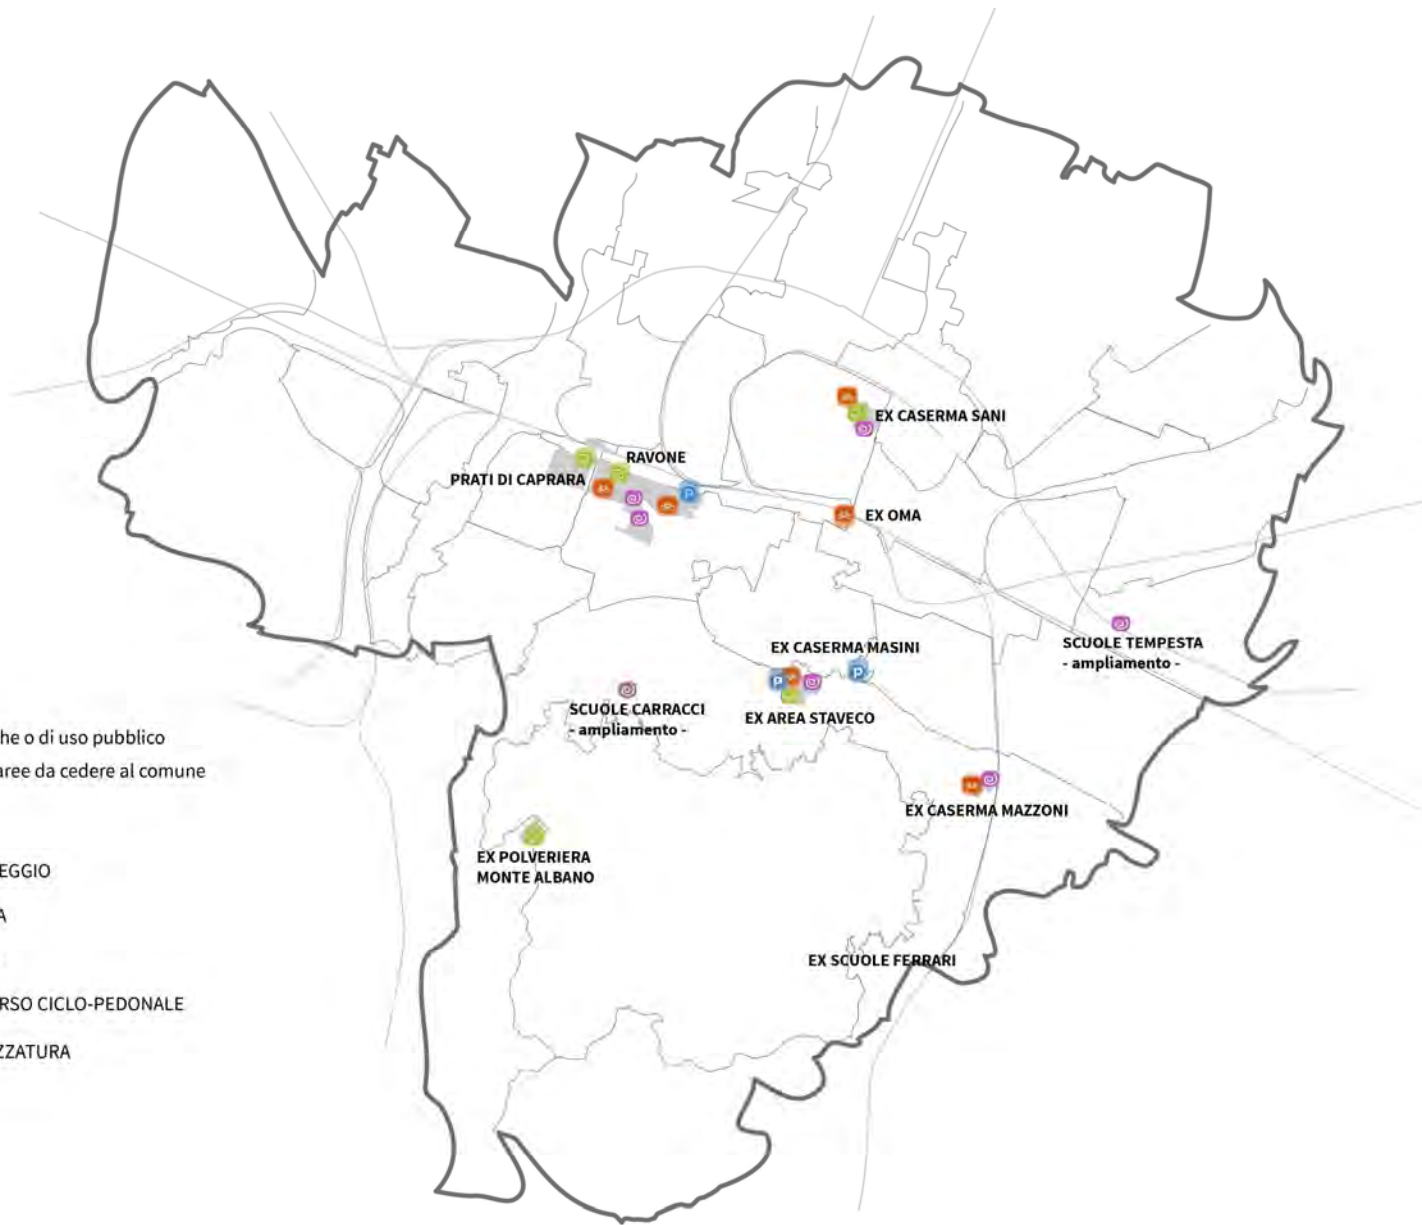 EX CASERMA SANI
RAVONE
PRATI DI CAPRARA
EX OMA
SCUOLE TEMPESTA
- ampliamento -
EX CASERMA MASINI
SCUOLE CARRACCI
- ampliamento -
EX AREA STAVECO
he o di uso pubblico
aree da cedere al comune
EX CASERMA MAZZONI
EX POLVERIERA
MONTE ALBANO
EGGIO
A
EX SCUOLE FERRARI
RSO CICLO-PEDONALE
ZZATURA
P
P
P